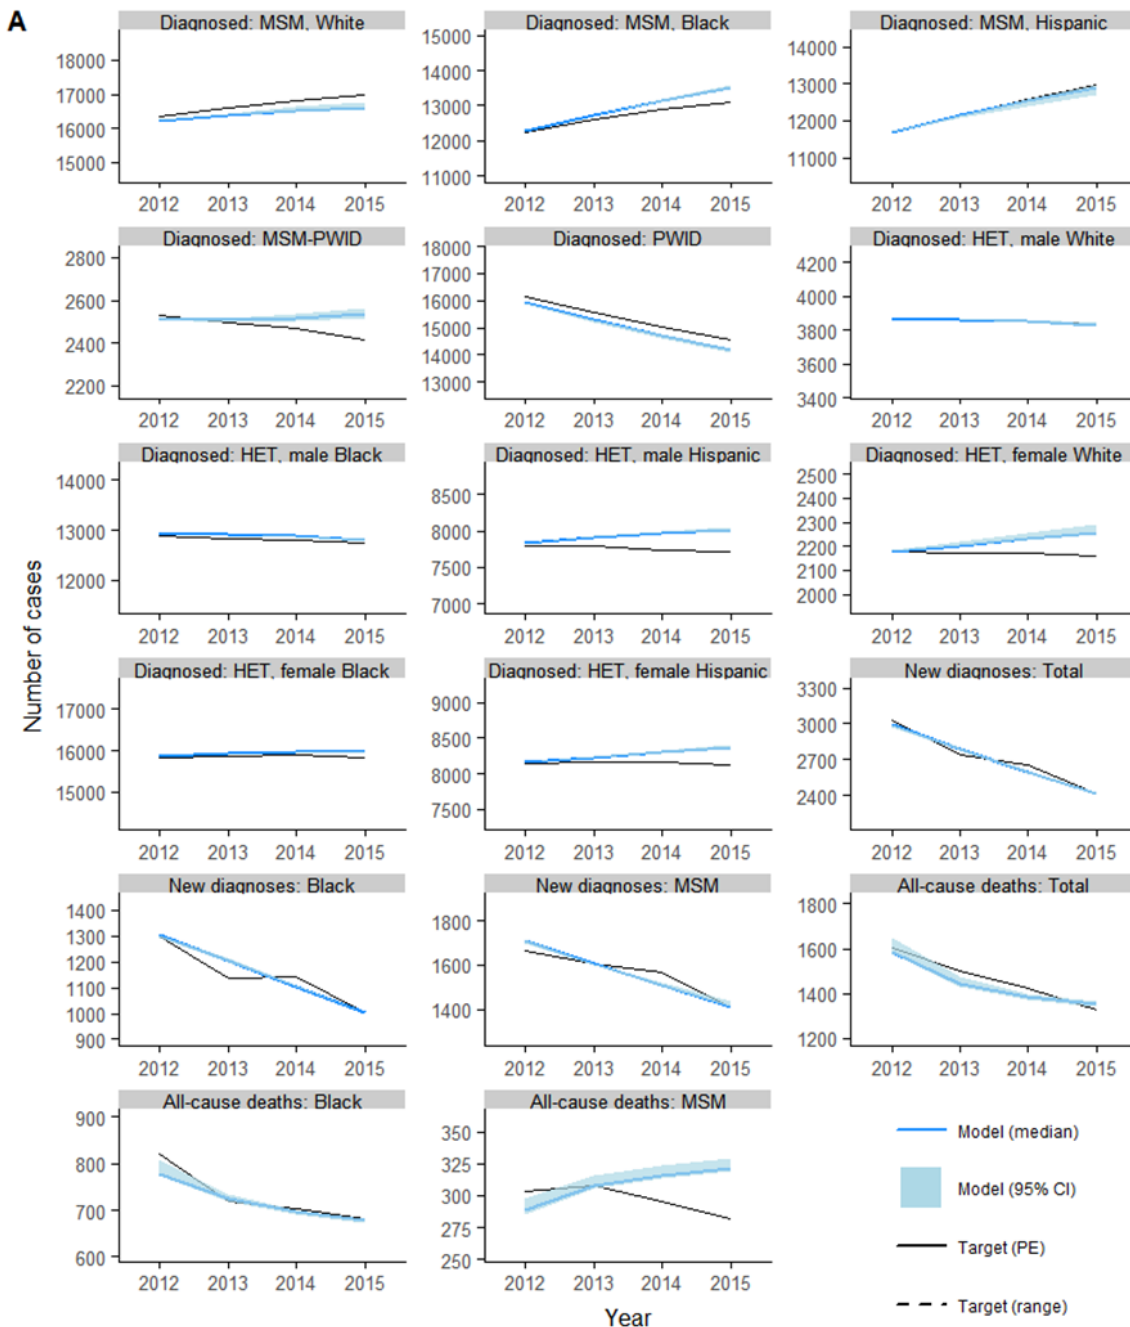 A
Diagnosed: MSM, White
Diagnosed: MSM, Black
Diagnosed: MSM, Hispanic
18000
17000
16000
15000
2012 2013 2014 2015
15000
14000
13000
12000
11000
2012 2013 2014 2015
14000
13000
12000
11000
2012 2013 2014 2015
Diagnosed: MSM-PWID
Diagnosed: PWID
Diagnosed: HET, male White
2800
2600
2400
2200
2012 2013 2014 2015
18000
17000
16000
15000
14000
13000
2012 2013 2014 2015
4200
4000
3800
3600
3400
2012 2013 2014 2015
Diagnosed: HET, male Black
Diagnosed: HET, male Hispanic
Diagnosed: HET, female White
14000
13000
12000
2012 2013 2014 2015
8500
8000
7500
7000
2012 2013 2014 2015
2500
2400
2300
2200
2100
2000
2012 2013 2014 2015
Number of cases
Diagnosed: HET, female Black
Diagnosed: HET, female Hispanic
New diagnoses: Total
17000
16000
15000
2012 2013 2014 2015
9000
8500
8000
7500
2012 2013 2014 2015
3300
3000
2700
2400
2012 2013 2014 2015
New diagnoses: Black
New diagnoses: MSM
All-cause deaths: Total
1400
1300
1200
1100
1000
900
2012 2013 2014 2015
1800
1600
1400
2012 2013 2014 2015
1800
1600
1400
1200
2012 2013 2014 2015
All-cause deaths: Black
All-cause deaths: MSM
900
800
700
600
2012 2013 2014 2015
350
325
300
275
250
2012 2013 2014 2015
Model (median)
Model (95% CI)
Target (PE)
Target (range)
Year